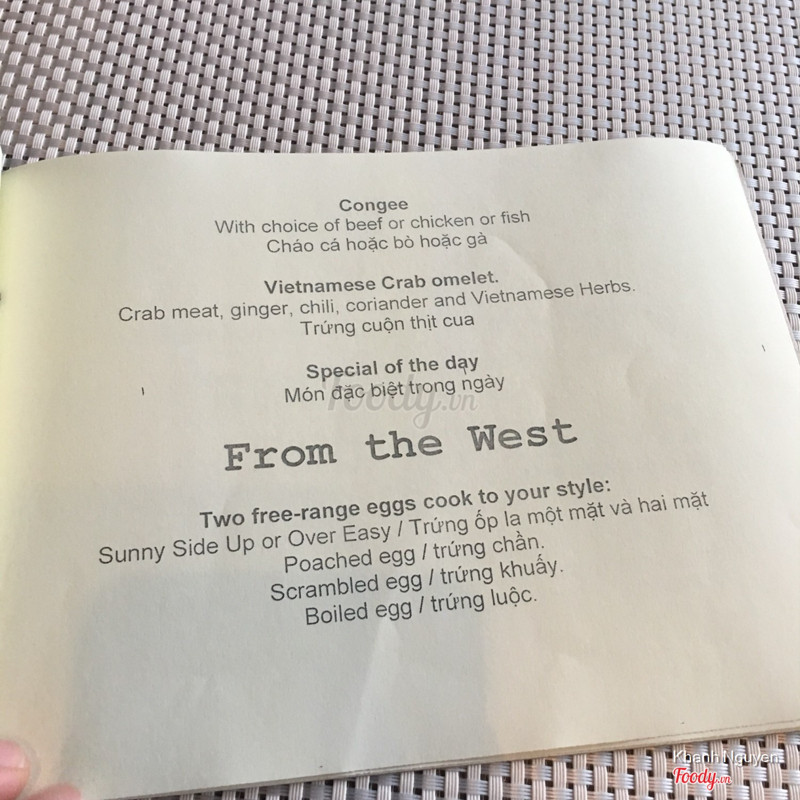 Congee
With choice of beef or chicken or fish
Cháo cá hoặc bò hoặc gà
Vietnamese Crab omelet.
Crab meat, ginger, chili, coriander and Vietnamese Herbs.
Trứng cuộn thịt cua
Special of the day
Món đặc biệt trong ngày
Foody.vn
From the West
Two free-range eggs cook to your style:
Sunny Side Up or Over Easy / Trứng ốp la một mặt và hai mặt
Poached egg / trứng chần.
Scrambled egg / trứng khuấy.
Boiled egg / trứng luộc.
Khanh Nguyen
Foody.vn